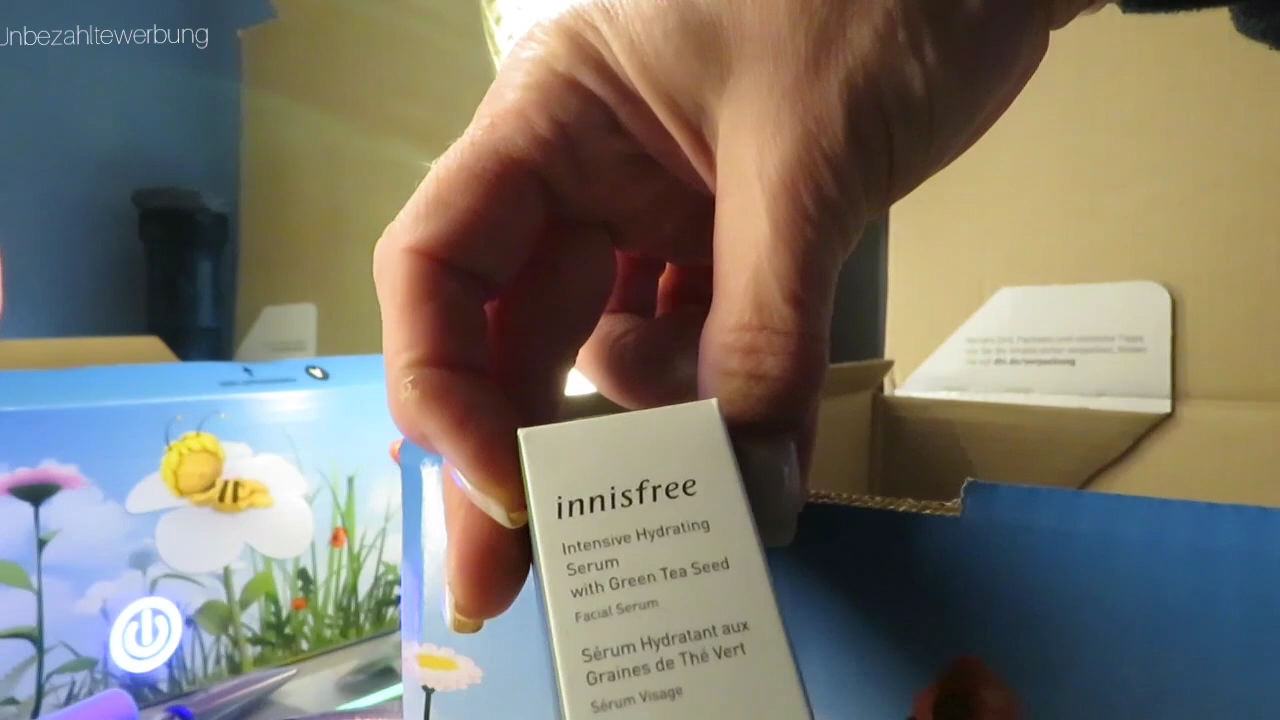 Unbezahltewerbung
innisfree
Intensive Hydrating
Serum
with Green Tea Seed
Facial Serum
Sérum Hydratant aux
Graines de Thé Vert
Sérum Visage